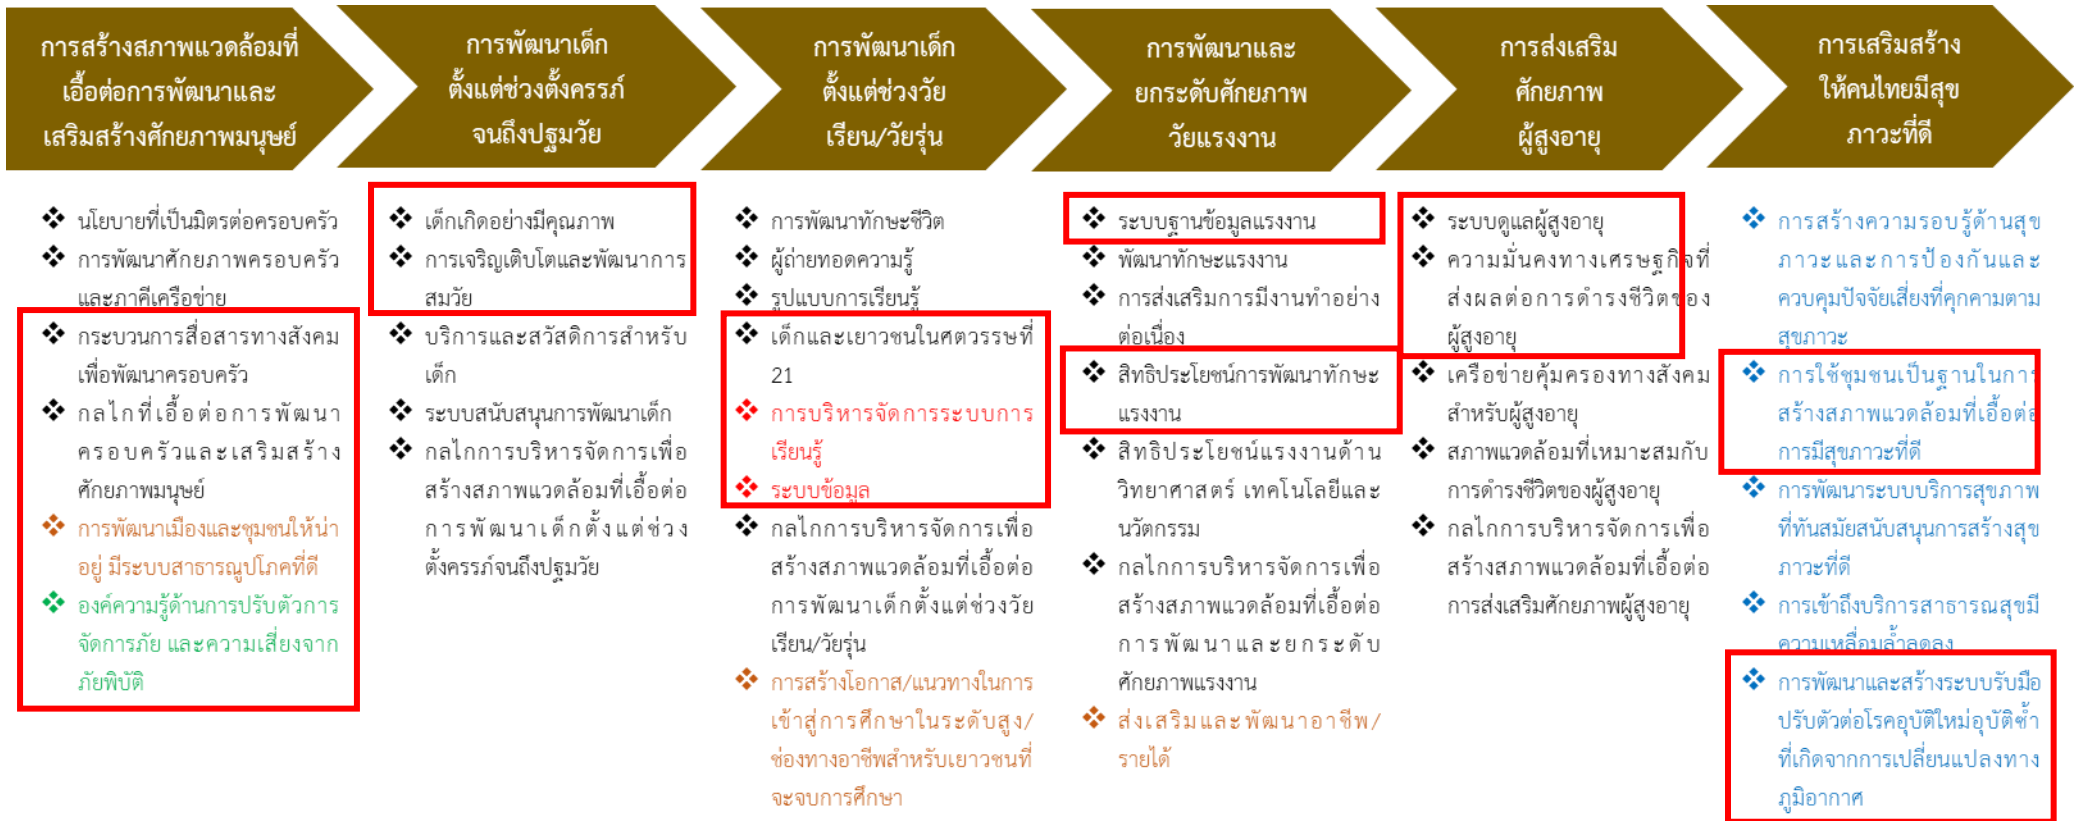 การสร้างสภาพแวดล้อมที่
เอื้อต่อการพัฒนาและ
เสริมสร้างศักยภาพมนุษย์
การพัฒนาเด็ก
ตั้งแต่ช่วงตั้งครรภ์
จนถึงปฐมวัย
การพัฒนาเด็ก
ตั้งแต่ช่วงวัย
เรียน/วัยรุ่น
การพัฒนาและ
ยกระดับศักยภาพ
วัยแรงงาน
การส่งเสริม
ศักยภาพ
ผู้สูงอายุ
การเสริมสร้าง
ให้คนไทยมีสุข
ภาวะที่ดี
❖ นโยบายที่เป็นมิตรต่อครอบครัว
❖ การพัฒนาศักยภาพครอบครัว
และภาคีเครือข่าย
❖ กระบวนการสื่อสารทางสังคม
เพื่อพัฒนาครอบครัว
❖ กลไกที่เอื้อต่อการพัฒนา
ครอบครัวและเสริมสร้าง
ศักยภาพมนุษย์
❖ การพัฒนาเมืองและชุมชนให้น่า
อยู่ มีระบบสาธารณูปโภคที่ดี
❖ องค์ความรู้ด้านการปรับตัวการ
จัดการภัย และความเสี่ยงจาก
ภัยพิบัติ
❖ เด็กเกิดอย่างมีคุณภาพ
❖ การเจริญเติบโตและพัฒนาการ
สมวัย
❖ บริการและสวัสดิการสำหรับ
เด็ก
❖ ระบบสนับสนุนการพัฒนาเด็ก
❖ กลไกการบริหารจัดการเพื่อ
สร้างสภาพแวดล้อมที่เอื้อต่อ
การพัฒนาเด็กตั้งแต่ช่วง
ตั้งครรภ์จนถึงปฐมวัย
❖ การพัฒนาทักษะชีวิต
❖ ผู้ถ่ายทอดความรู้
❖ รูปแบบการเรียนรู้
❖ เด็กและเยาวชนในศตวรรษที่
21
❖ การบริหารจัดการระบบการ
เรียนรู้
❖ ระบบข้อมูล
❖ กลไกการบริหารจัดการเพื่อ
สร้างสภาพแวดล้อมที่เอื้อต่อ
การพัฒนาเด็กตั้งแต่ช่วงวัย
เรียน/วัยรุ่น
❖ การสร้างโอกาส/แนวทางในการ
เข้าสู่การศึกษาในระดับสูง/
ช่องทางอาชีพสำหรับเยาวชนที่
จะจบการศึกษา
❖ ระบบฐานข้อมูลแรงงาน
❖ พัฒนาทักษะแรงงาน
❖ การส่งเสริมการมีงานทำอย่าง
ต่อเนื่อง
❖ สิทธิประโยชน์การพัฒนาทักษะ
แรงงาน
❖ สิทธิประโยชน์แรงงานด้าน
วิทยาศาสตร์ เทคโนโลยีและ
นวัตกรรม
❖ กลไกการบริหารจัดการเพื่อ
สร้างสภาพแวดล้อมที่เอื้อต่อ
การพัฒนาและยกระดับ
ศักยภาพแรงงาน
❖ ส่งเสริมและพัฒนาอาชีพ/
รายได้
❖ ระบบดูแลผู้สูงอายุ
❖ ความมั่นคงทางเศรษฐกิจที่
ส่งผลต่อการดำรงชีวิตของ
ผู้สูงอายุ
❖ เครือข่ายคุ้มครองทางสังคม
สำหรับผู้สูงอายุ
❖ สภาพแวดล้อมที่เหมาะสมกับ
การดำรงชีวิตของผู้สูงอายุ
❖ กลไกการบริหารจัดการเพื่อ
สร้างสภาพแวดล้อมที่เอื้อต่อ
การส่งเสริมศักยภาพผู้สูงอายุ
❖ การสร้างความรอบรู้ด้านสุข
ภาวะและการป้องกันและ
ควบคุมปัจจัยเสี่ยงที่คุกคามตาม
สุขภาวะ
❖ การใช้ชุมชนเป็นฐานในการ
สร้างสภาพแวดล้อมที่เอื้อต่อ
การมีสุขภาวะที่ดี
❖ การพัฒนาระบบบริการสุขภาพ
ที่ทันสมัยสนับสนุนการสร้างสุข
ภาวะที่ดี
❖ การเข้าถึงบริการสาธารณสุขมี
ความเหลื่อมล้ำลดลง
❖ การพัฒนาและสร้างระบบรับมือ
ปรับตัวต่อโรคอุบัติใหม่อุบัติซ้ำ
ที่เกิดจากการเปลี่ยนแปลงทาง
ภูมิอากาศ